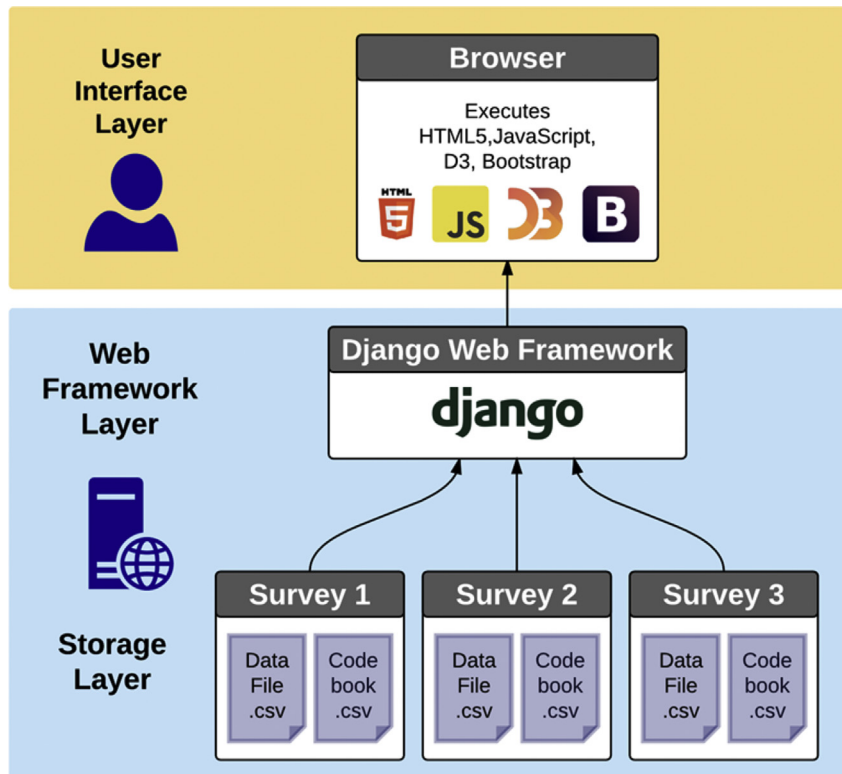 User
Interface
Layer
Browser
Executes
HTML5,JavaScript,
D3, Bootstrap
HTML
5
JS
D3
B
Web
Framework
Layer
Django Web Framework
django
Storage
Layer
Survey 1
Data
File
.csv
Code
book
.csv
Survey 2
Data
File
.csv
Code
book
.csv
Survey 3
Data
File
.csv
Code
book
.csv